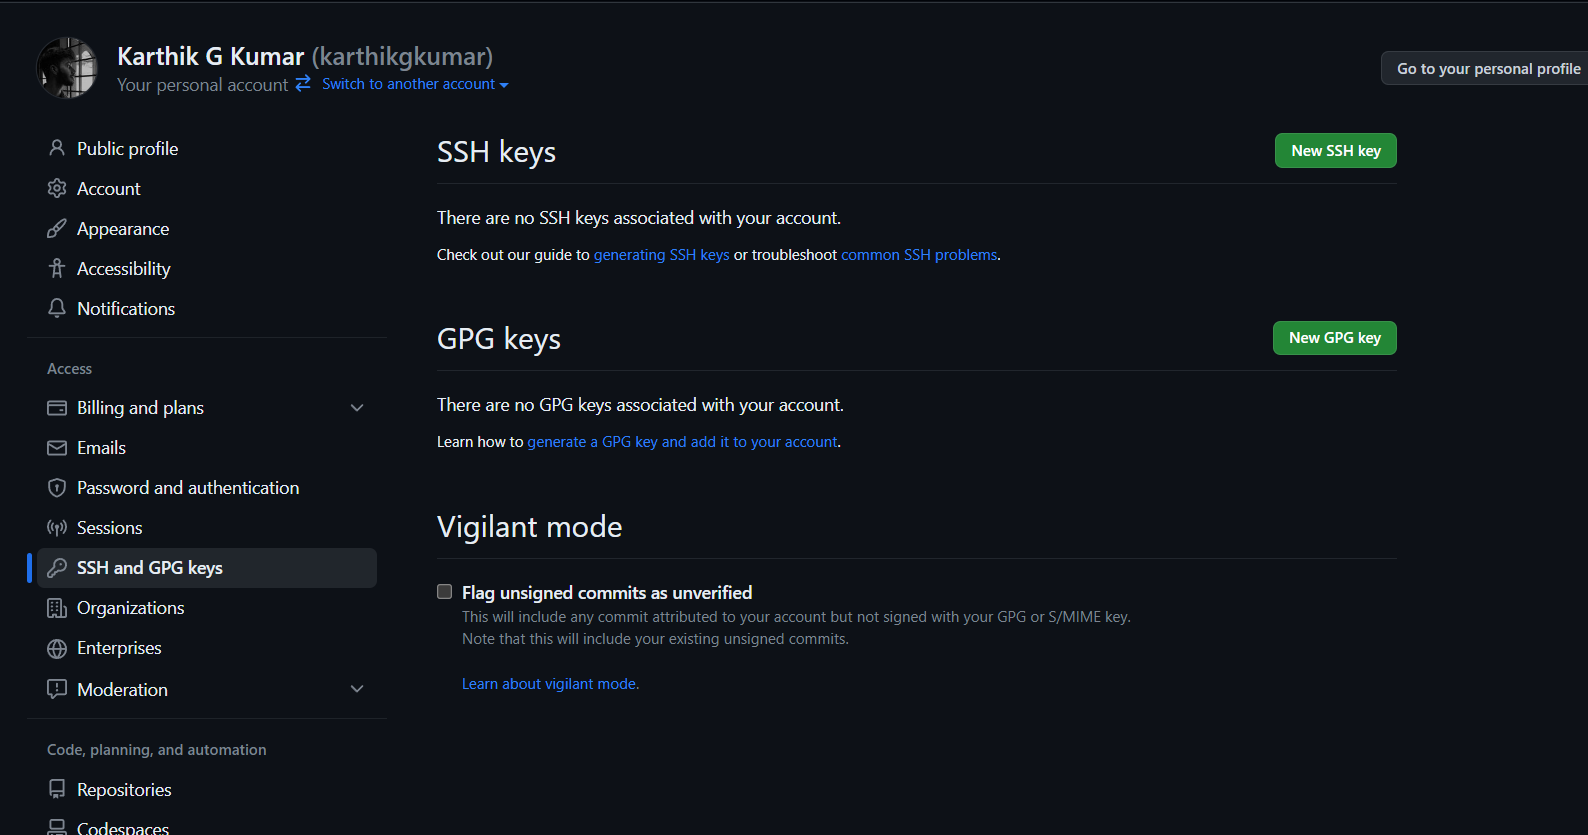 Karthik G Kumar (karthikgkumar)
Your personal account Switch to another account
Go to your personal profile
Public profile
Account
Appearance
Accessibility
Notifications
Access
Billing and plans
Emails
Password and authentication
Sessions
SSH and GPG keys
Organizations
Enterprises
Moderation
Code, planning, and automation
Repositories
Codespaces
SSH keys
New SSH key
There are no SSH keys associated with your account.
Check out our guide to generating SSH keys or troubleshoot common SSH problems.
GPG keys
New GPG key
There are no GPG keys associated with your account.
Learn how to generate a GPG key and add it to your account.
Vigilant mode
Flag unsigned commits as unverified
This will include any commit attributed to your account but not signed with your GPG or S/MIME key.
Note that this will include your existing unsigned commits.
Learn about vigilant mode.